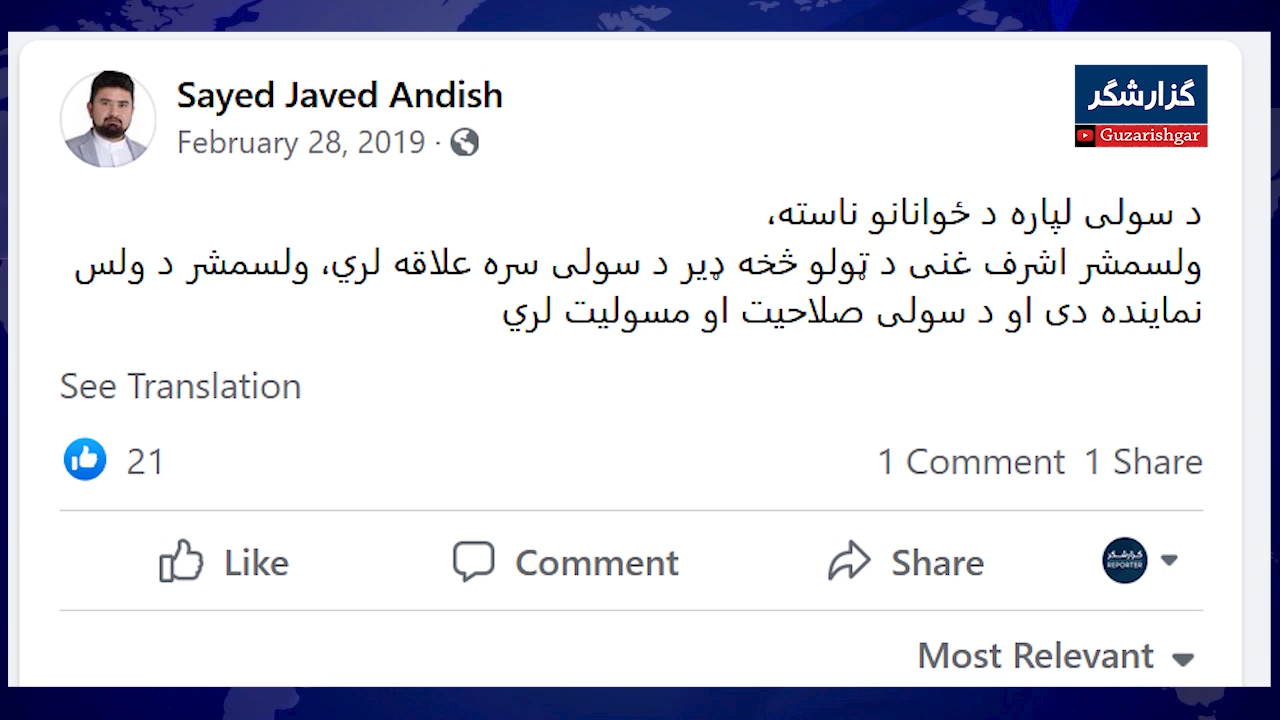 Sayed Javed Andish
February 28, 2019 ·
گزارشگر
Guzarishgar
د سولی لپاره د ځوانانو ناسته،
ولسمشر اشرف غنی د ټولو څخه ډیر د سولی سره علاقه لري، ولسمشر د ولس
نماینده دی او د سولی صلاحیت او مسولیت لري
See Translation
21
1 Comment 1 Share
Like
Comment
Share
گزارشگر
REPORTER
Most Relevant